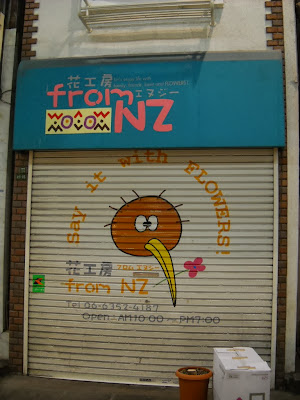 花工房
from エヌジー
NZ
Say it with FLOWERS!
花工房
from NZ
Tel 06-6352-4187
Open: AM10:00 PM7:00